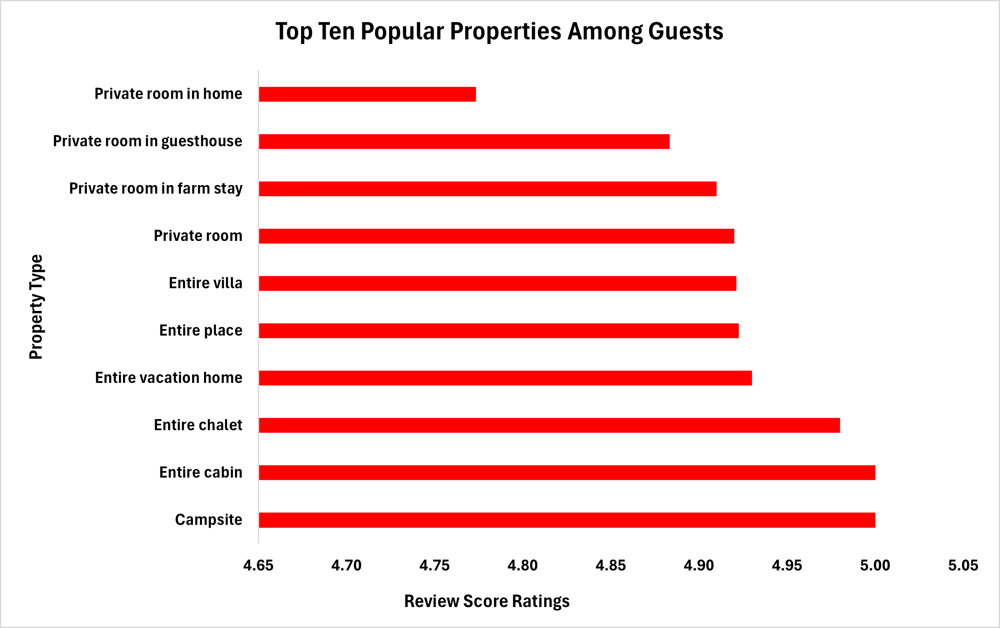 Top Ten Popular Properties Among Guests
Private room in home
Private room in guesthouse
Private room in farm stay
Private room
Entire villa
Entire place
Entire vacation home
Entire chalet
Entire cabin
Campsite
Property Type
4.65 4.70 4.75 4.80 4.85 4.90 4.95 5.00 5.05
Review Score Ratings